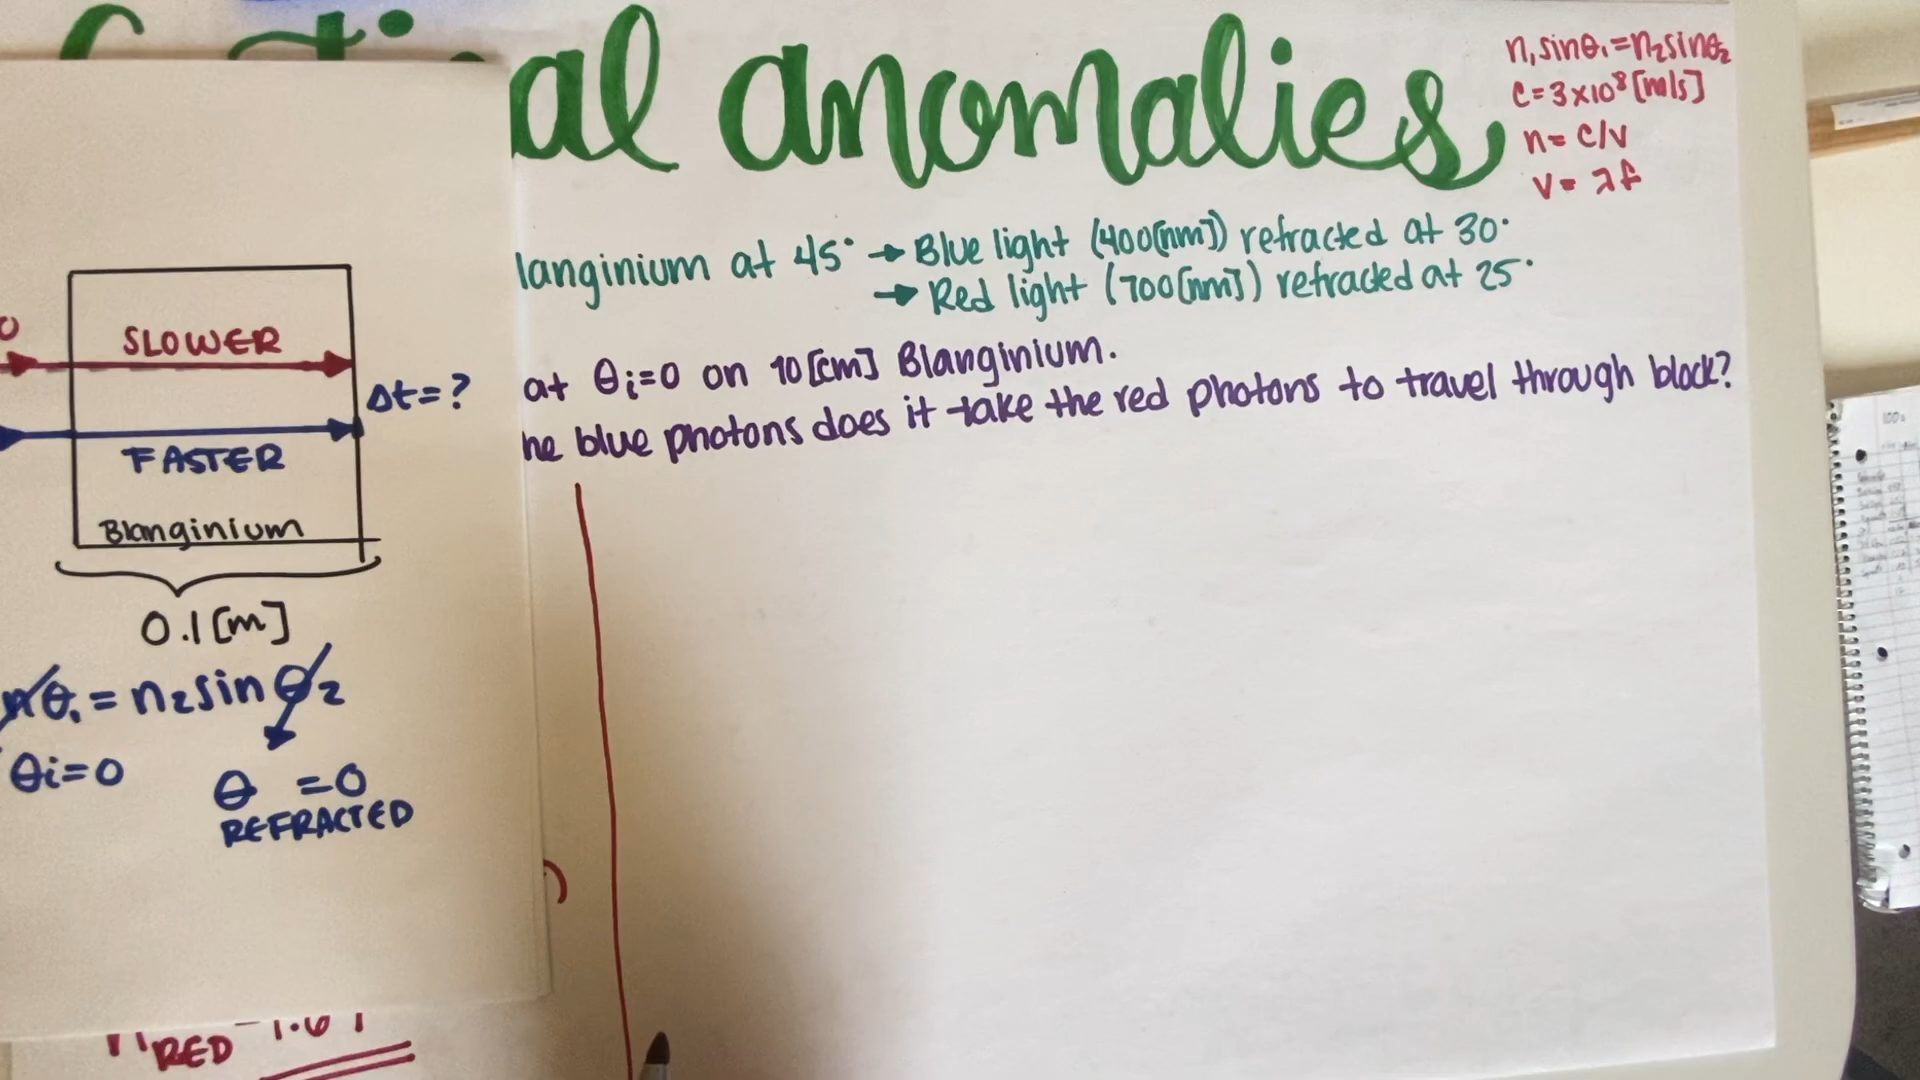 al anomalies
n₁sinθ₁=n₂sinθ₂
c=3×10⁸[m/s]
n=c/v
v=λf
langinium at 45° → Blue light (400[nm]) refracted at 30°
→ Red light (700[nm]) refracted at 25°
at θi=0 on 10[cm] Blanginium.
he blue photons does it take the red photons to travel through block?
SLOWER
Δt=?
FASTER
Blanginium
0.1[m]
θ₁=n₂sinθ₂
θi=0
θ =0
REFRACTED
RED